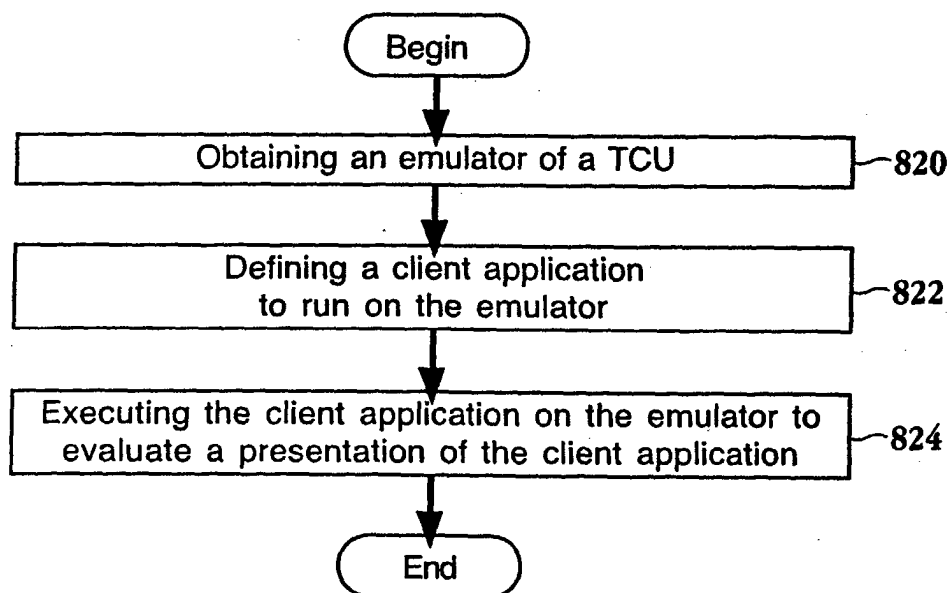 Begin
Obtaining an emulator of a TCU
820
Defining a client application
to run on the emulator
822
Executing the client application on the emulator to
evaluate a presentation of the client application
824
End